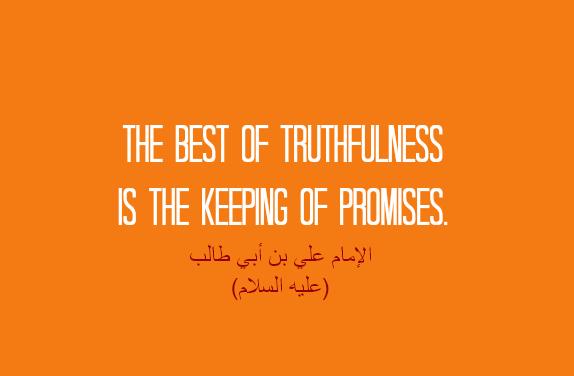 THE BEST OF TRUTHFULNESS
IS THE KEEPING OF PROMISES.
الإمام علي بن أبي طالب
(عليه السلام)